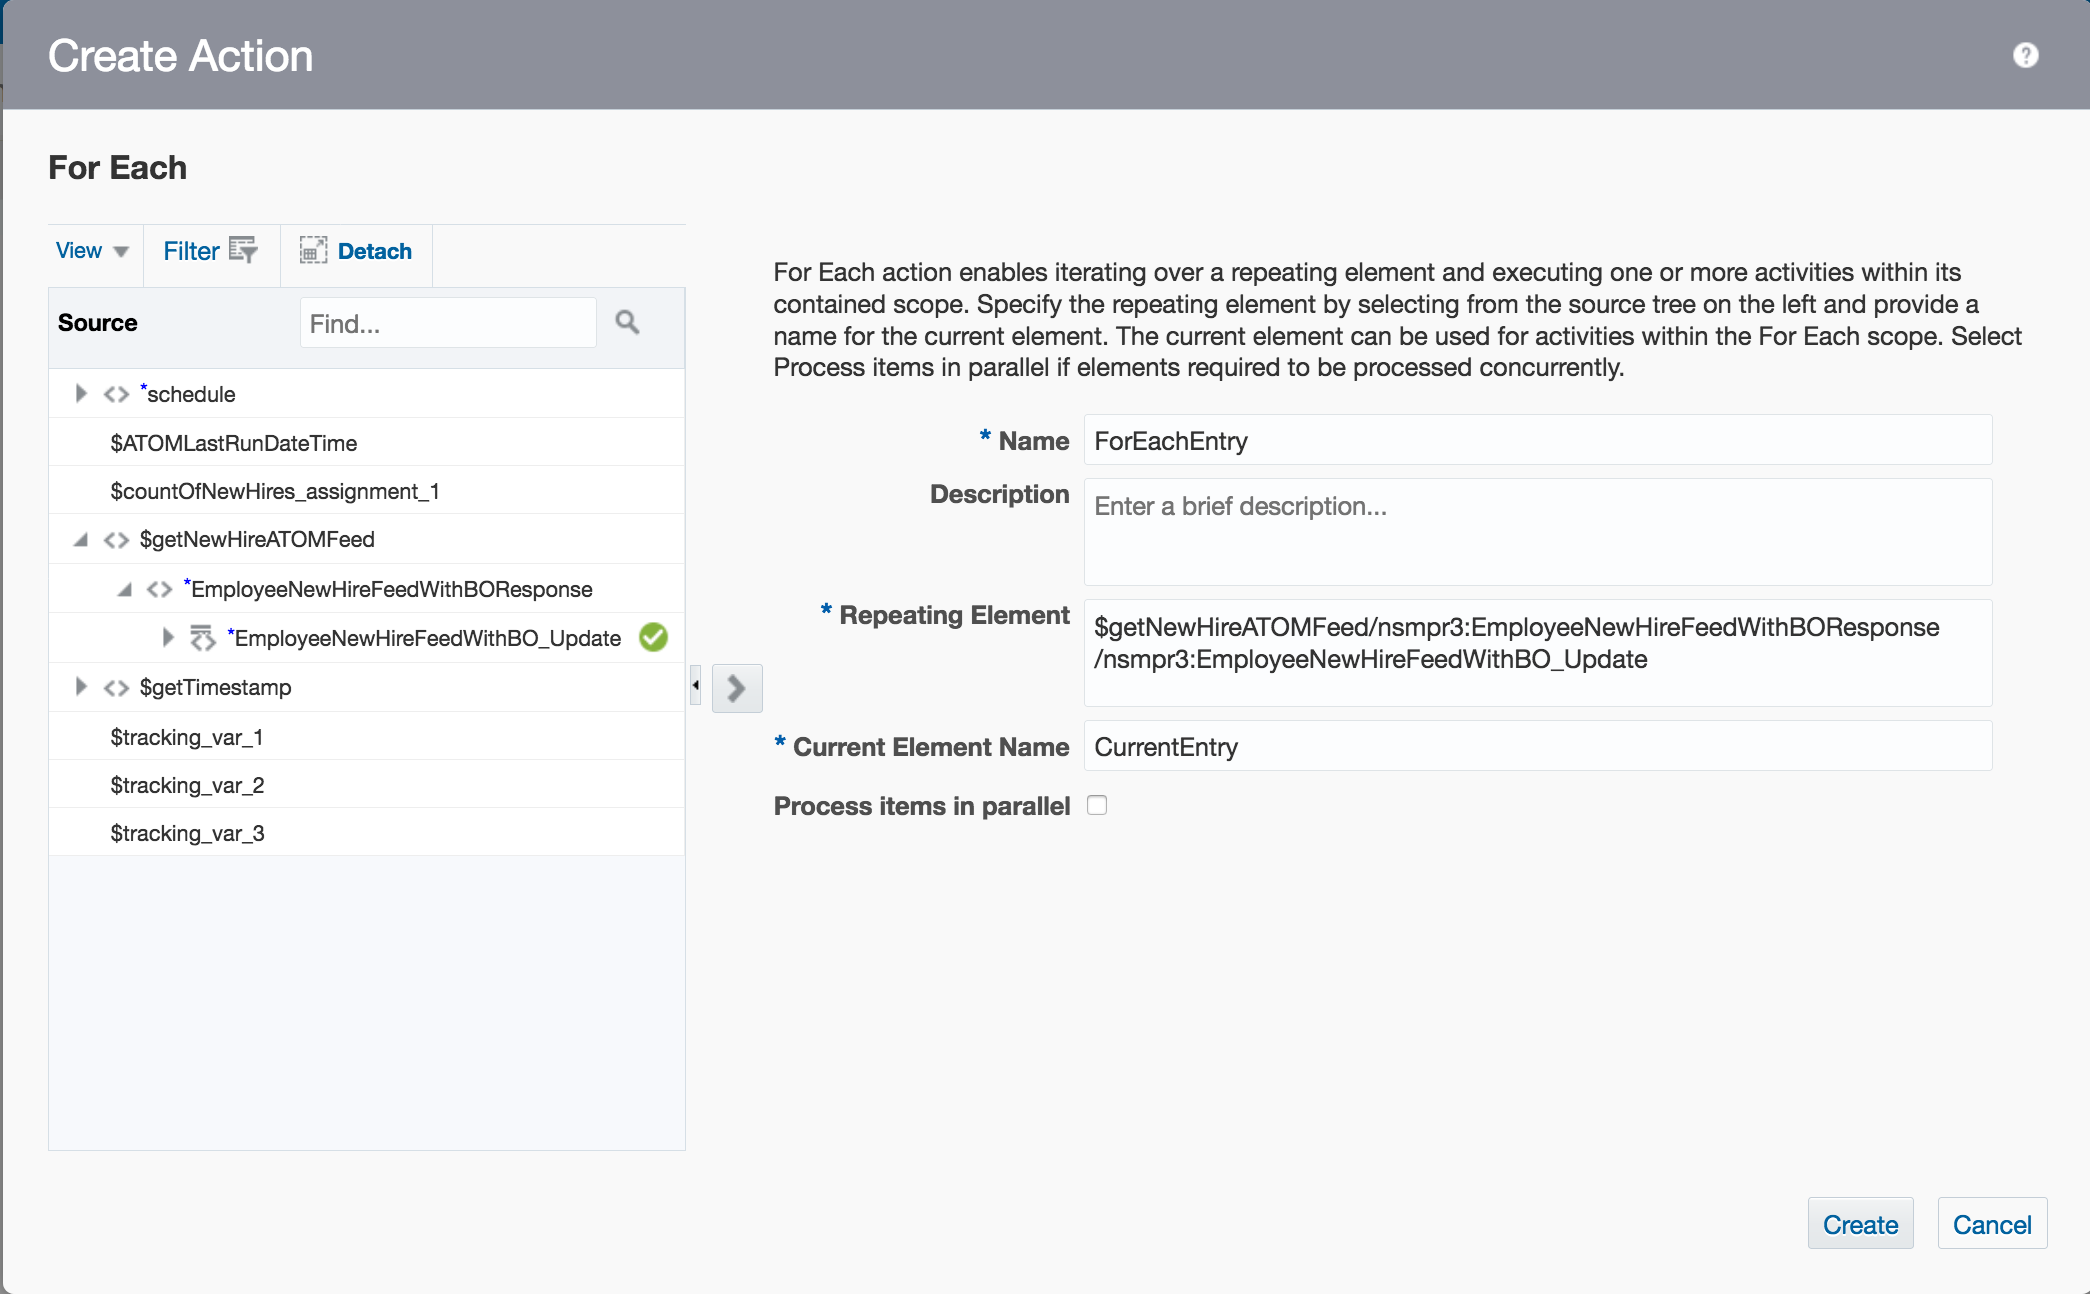 Create Action
For Each
View
Filter
Detach
Source
Find...
*schedule
$ATOMLastRunDateTime
$countOfNewHires_assignment_1
$getNewHireATOMFeed
*EmployeeNewHireFeedWithBOResponse
*EmployeeNewHireFeedWithBO_Update
$getTimestamp
$tracking_var_1
$tracking_var_2
$tracking_var_3
For Each action enables iterating over a repeating element and executing one or more activities within its
contained scope. Specify the repeating element by selecting from the source tree on the left and provide a
name for the current element. The current element can be used for activities within the For Each scope. Select
Process items in parallel if elements required to be processed concurrently.
* Name ForEachEntry
Description Enter a brief description...
* Repeating Element $getNewHireATOMFeed/nsmpr3:EmployeeNewHireFeedWithBOResponse
/nsmpr3:EmployeeNewHireFeedWithBO_Update
* Current Element Name CurrentEntry
Process items in parallel
Create
Cancel